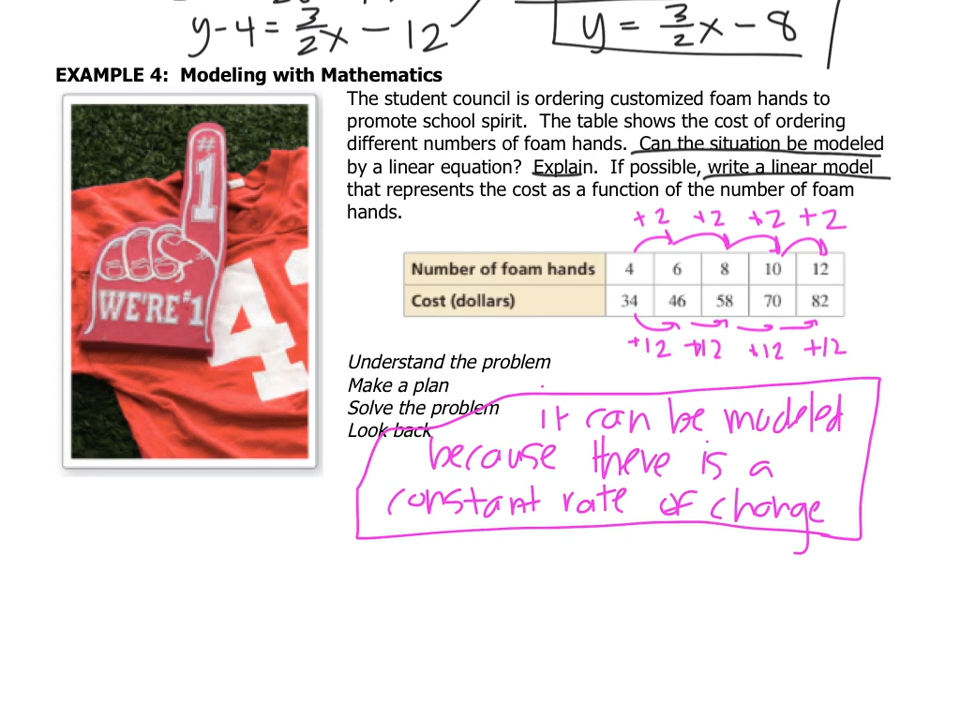 y-4=3/2x-12
y = 3/2x-8
EXAMPLE 4: Modeling with Mathematics
The student council is ordering customized foam hands to
promote school spirit. The table shows the cost of ordering
different numbers of foam hands. Can the situation be modeled
by a linear equation? Explain. If possible, write a linear model
that represents the cost as a function of the number of foam
hands.
+2 +2 +2 +2
Number of foam hands 4 6 8 10 12
Cost (dollars) 34 46 58 70 82
+12 +12 +12 +12
#1
WE'RE #1
4
Understand the problem
Make a plan
Solve the problem
Look back
it can be modeled
because there is a
constant rate of change